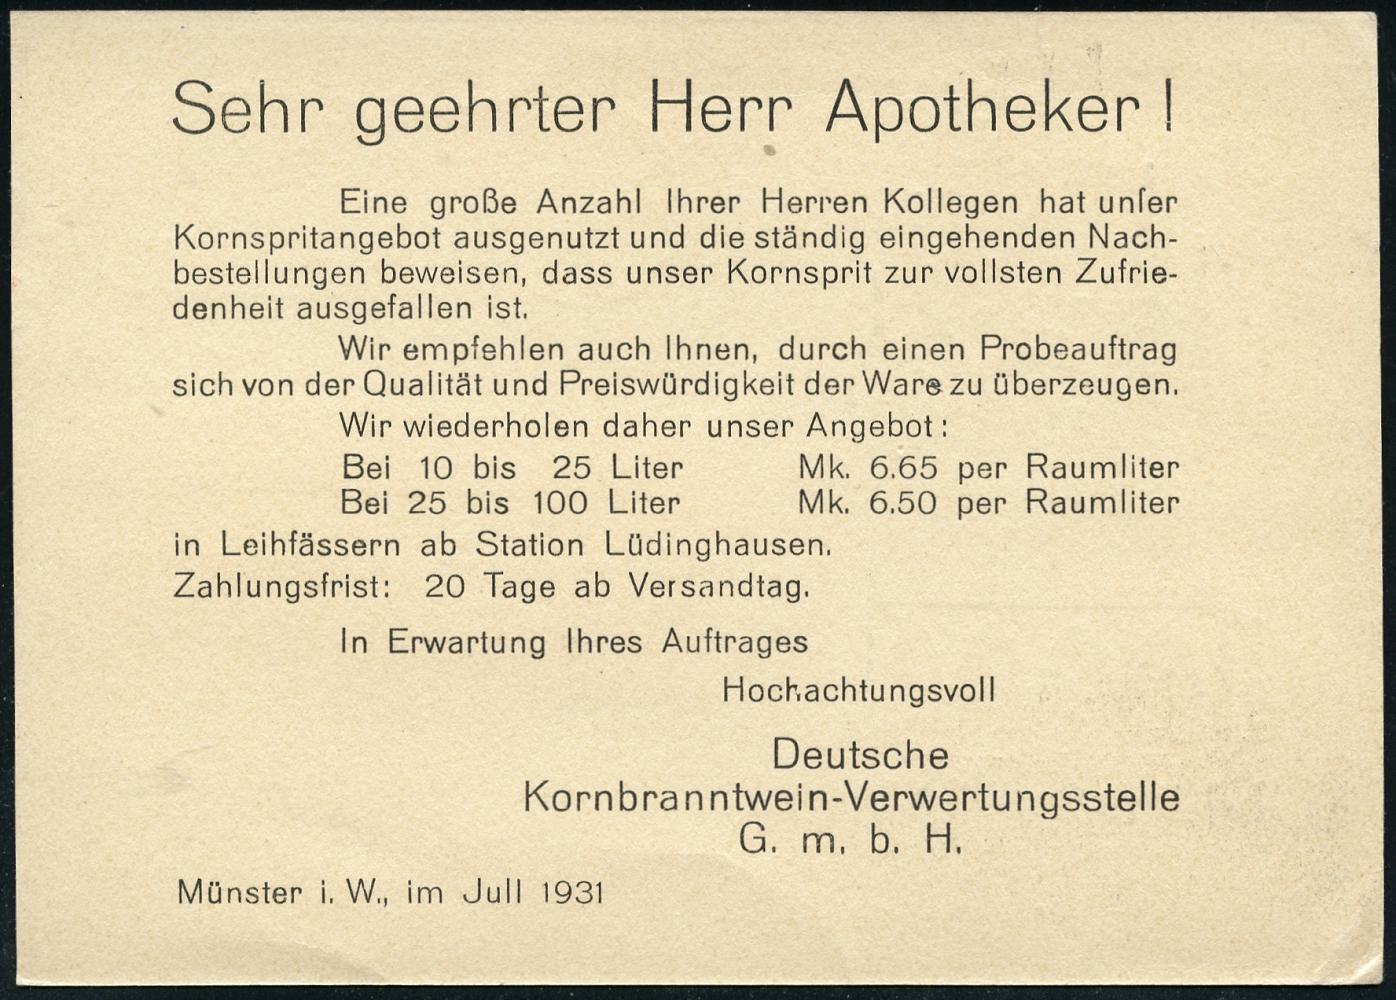 Sehr geehrter Herr Apotheker !
Eine große Anzahl Ihrer Herren Kollegen hat unſer
Kornspritangebot ausgenutzt und die ständig eingehenden Nach-
bestellungen beweisen, dass unser Kornsprit zur vollsten Zufrie-
denheit ausgefallen ist.
Wir empfehlen auch Ihnen, durch einen Probeauftrag
sich von der Qualität und Preiswürdigkeit der Ware zu überzeugen.
Wir wiederholen daher unser Angebot :
Bei 10 bis 25 Liter Mk. 6.65 per Raumliter
Bei 25 bis 100 Liter Mk. 6.50 per Raumliter
in Leihfässern ab Station Lüdinghausen.
Zahlungsfrist: 20 Tage ab Versandtag.
In Erwartung Ihres Auftrages
Hochachtungsvoll
Deutsche
Kornbranntwein-Verwertungsstelle
G. m. b. H.
Münster i. W., im Jull 1931